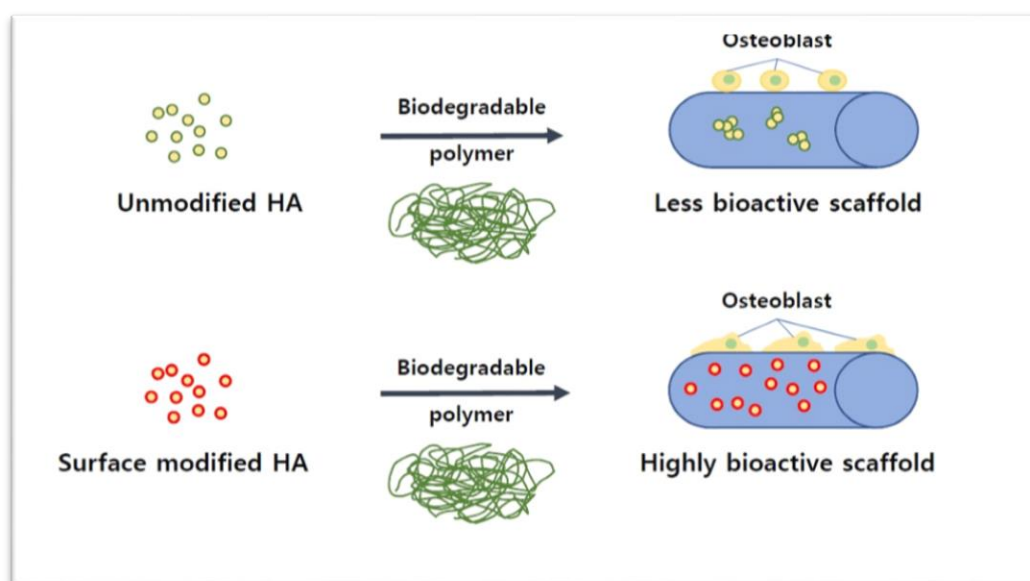 Osteoblast
Biodegradable
polymer
Unmodified HA
Less bioactive scaffold
Osteoblast
Biodegradable
polymer
Surface modified HA
Highly bioactive scaffold